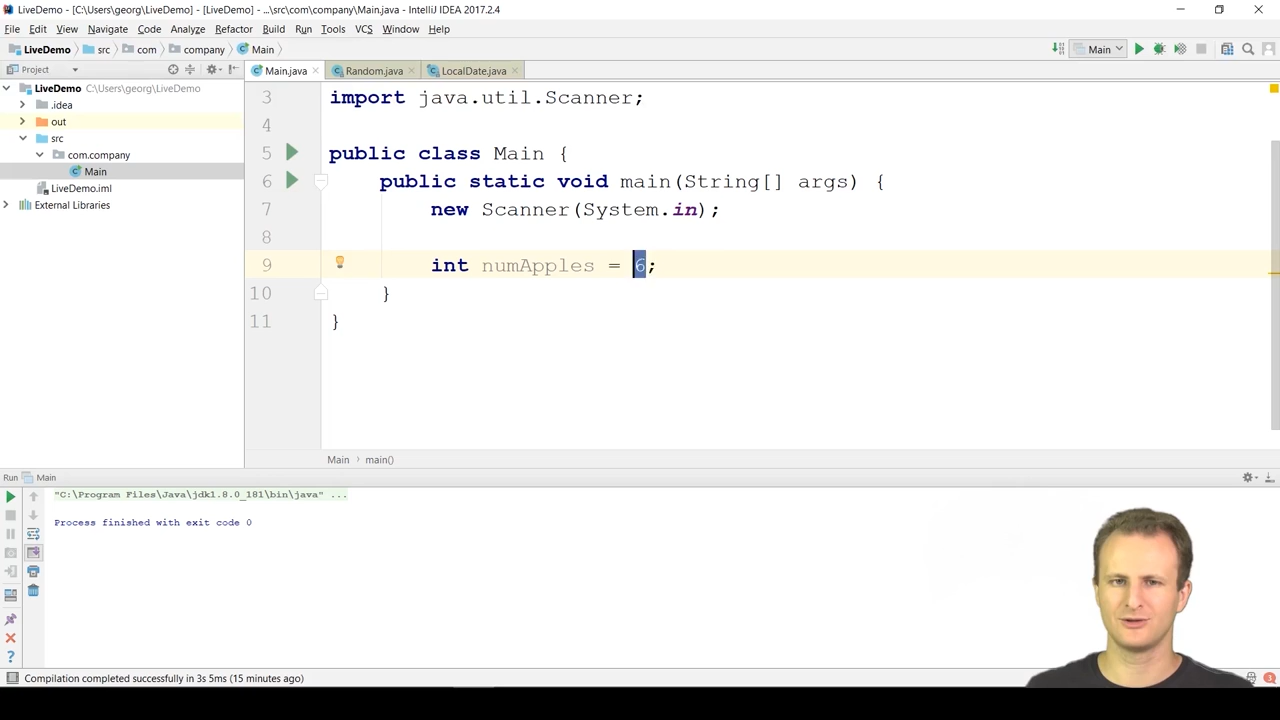 LiveDemo - [C:\Users\georg\LiveDemo] - [LiveDemo] - ...\src\com\company\Main.java - IntelliJ IDEA 2017.2.4
File Edit View Navigate Code Analyze Refactor Build Run Tools VCS Window Help
LiveDemo src com company Main
Main
Project
Main.java Random.java LocalDate.java
LiveDemo C:\Users\georg\LiveDemo
.idea
out
src
com.company
Main
LiveDemo.iml
External Libraries
3 import java.util.Scanner;
4
5 public class Main {
6 public static void main(String[] args) {
7 new Scanner(System.in);
8
9 int numApples = 6;
10 }
11 }
Main main()
Run Main
"C:\Program Files\Java\jdk1.8.0_181\bin\java" ...
Process finished with exit code 0
Compilation completed successfully in 3s 5ms (15 minutes ago)
3